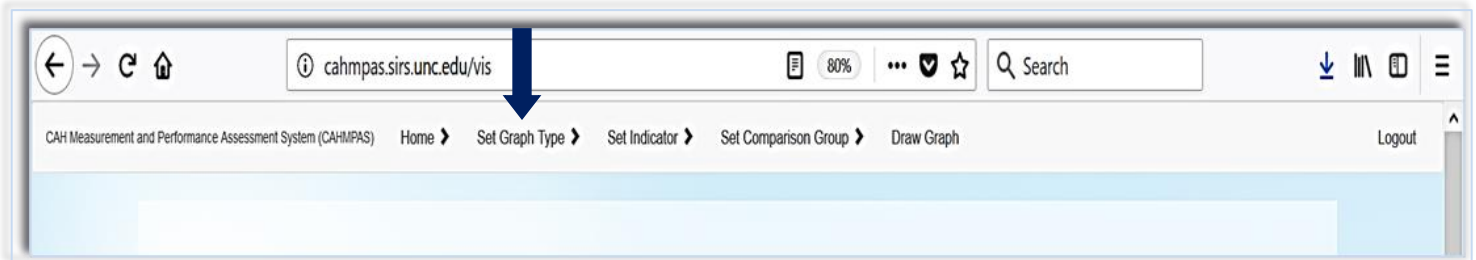 cahmpas.sirs.unc.edu/vis 80% Search
CAH Measurement and Performance Assessment System (CAHMPAS) Home Set Graph Type Set Indicator Set Comparison Group Draw Graph Logout